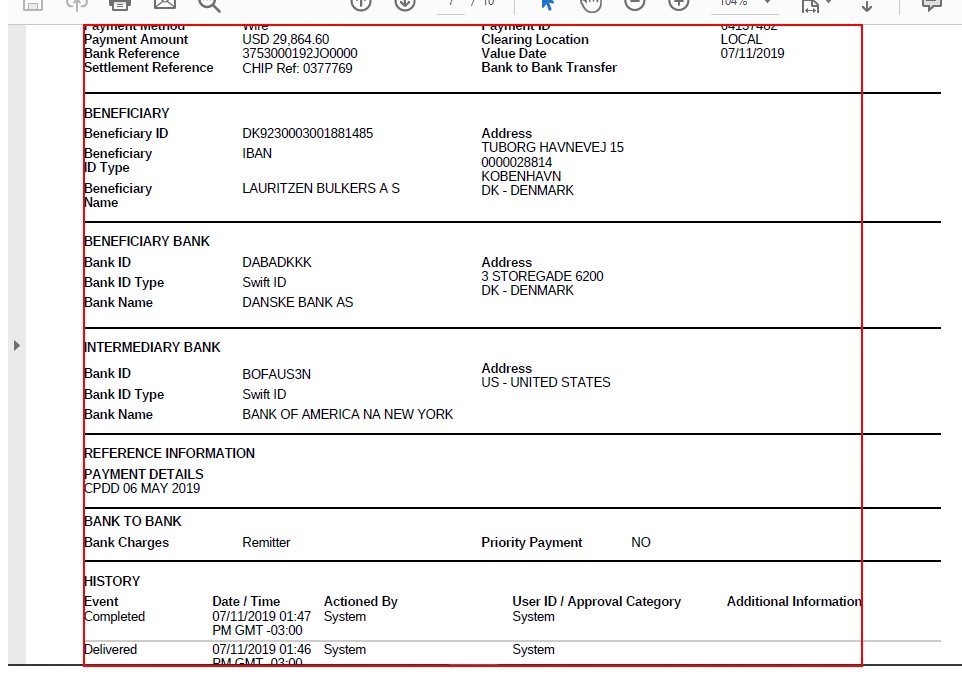 7 / 10 104%
Payment Method Wire Payment ID
Payment Amount USD 29,864.60 Clearing Location LOCAL
Bank Reference 3753000192JO0000 Value Date 07/11/2019
Settlement Reference CHIP Ref: 0377769 Bank to Bank Transfer
BENEFICIARY
Beneficiary ID DK9230003001881485 Address
TUBORG HAVNEVEJ 15
Beneficiary IBAN 0000028814
ID Type KOBENHAVN
Beneficiary LAURITZEN BULKERS A S DK - DENMARK
Name
BENEFICIARY BANK
Bank ID DABADKKK Address
3 STOREGADE 6200
Bank ID Type Swift ID DK - DENMARK
Bank Name DANSKE BANK AS
INTERMEDIARY BANK
Bank ID BOFAUS3N Address
US - UNITED STATES
Bank ID Type Swift ID
Bank Name BANK OF AMERICA NA NEW YORK
REFERENCE INFORMATION
PAYMENT DETAILS
CPDD 06 MAY 2019
BANK TO BANK
Bank Charges Remitter Priority Payment NO
HISTORY
Event Date / Time Actioned By User ID / Approval Category Additional Information
Completed 07/11/2019 01:47 System System
PM GMT -03:00
Delivered 07/11/2019 01:46 System System
PM GMT -03:00